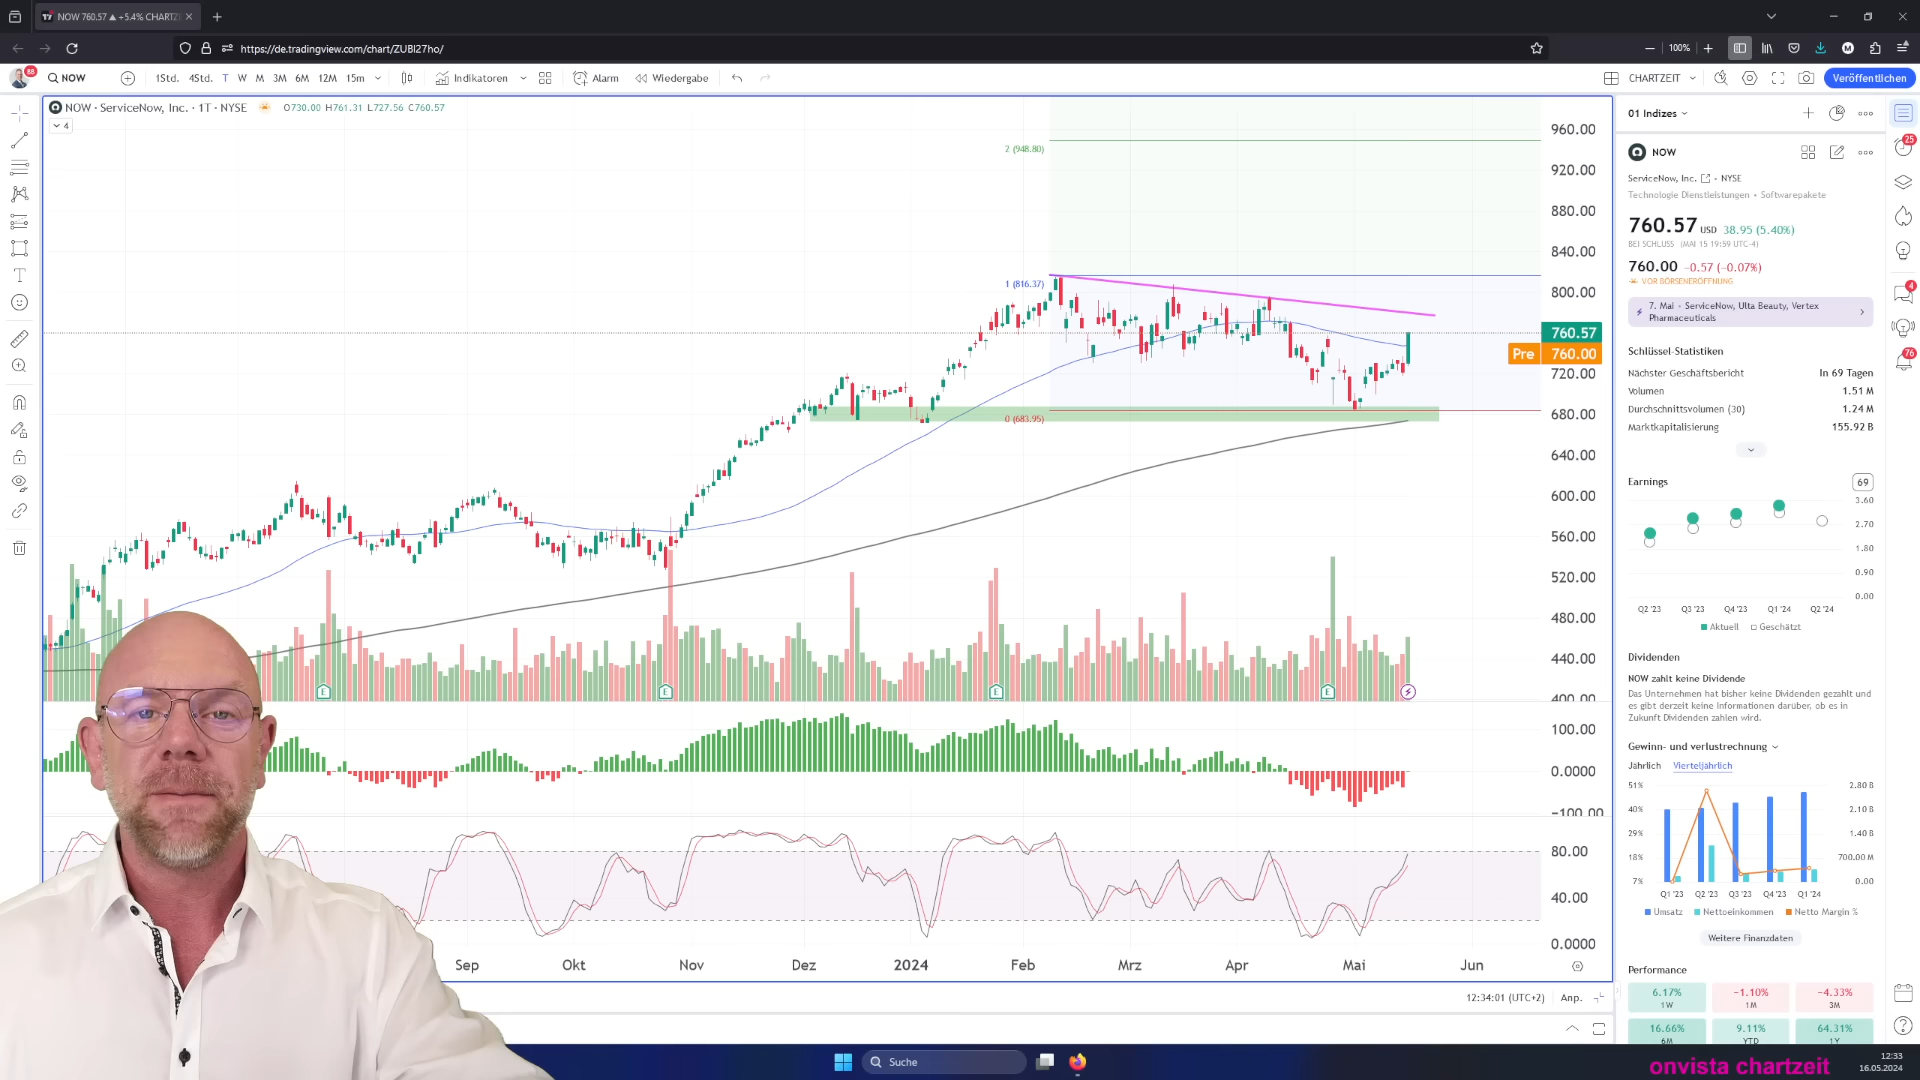 NOW 760.57 ▲ +5.4% CHARTZE
https://de.tradingview.com/chart/ZUBI27ho/
100%
88
NOW
1Std. 4Std. T W M 3M 6M 12M 15m
Indikatoren
Alarm
Wiedergabe
CHARTZEIT
Veröffentlichen
NOW · ServiceNow, Inc. · 1T · NYSE
O730.00 H761.31 L727.56 C760.57
4
2 (948.80)
1 (816.37)
0 (683.95)
960.00
920.00
880.00
840.00
800.00
760.57
Pre 760.00
720.00
680.00
640.00
600.00
560.00
520.00
480.00
440.00
400.00
E
E
E
E
100.00
0.0000
−100.00
80.00
40.00
0.0000
Sep Okt Nov Dez 2024 Feb Mrz Apr Mai Jun
12:34:01 (UTC+2) Anp.
01 Indizes
NOW
ServiceNow, Inc. • NYSE
Technologie Dienstleistungen • Softwarepakete
760.57 USD 38.95 (5.40%)
BEI SCHLUSS (MAI 15 19:59 UTC-4)
760.00 −0.57 (−0.07%)
VOR BÖRSENERÖFFNUNG
7. Mai · ServiceNow, Ulta Beauty, Vertex
Pharmaceuticals
Schlüssel-Statistiken
Nächster Geschäftsbericht In 69 Tagen
Volumen 1.51 M
Durchschnittsvolumen (30) 1.24 M
Marktkapitalisierung 155.92 B
Earnings 69
3.60
2.70
1.80
0.90
0.00
Q2 '23 Q3 '23 Q4 '23 Q1 '24 Q2 '24
Aktuell Geschätzt
Dividenden
NOW zahlt keine Dividende
Das Unternehmen hat bisher keine Dividenden gezahlt und
es gibt derzeit keine Informationen darüber, ob es in
Zukunft Dividenden zahlen wird.
Gewinn- und verlustrechnung
Jährlich Vierteljährlich
51% 2.80 B
40% 2.10 B
29% 1.40 B
18% 700.00 M
7% 0.00
Q1 '23 Q2 '23 Q3 '23 Q4 '23 Q1 '24
Umsatz Nettoeinkommen Netto Margin %
Weitere Finanzdaten
Performance
6.17% −1.10% −4.33%
1W 1M 3M
16.66% 9.11% 64.31%
6M YTD 1Y
25
4
76
Suche
onvista chartzeit
12:33
16.05.2024